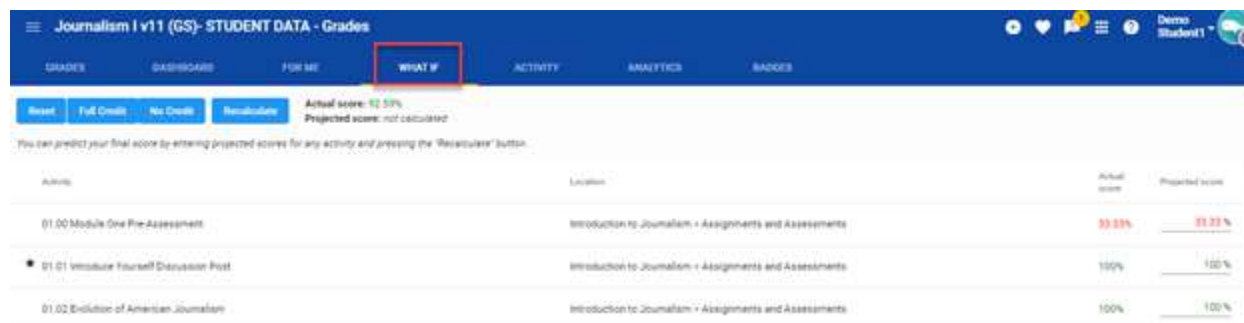 Journalism I v11 (GS)- STUDENT DATA - Grades
Demo
Student1
GRADES DASHBOARD FOR ME WHAT IF ACTIVITY ANALYTICS BADGES
Reset Full Credit No Credit Recalculate
Actual score: 92.59%
Projected score: not calculated
You can predict your final score by entering projected scores for any activity and pressing the 'Recalculate' button.
Activity Location Actual score Projected score
01.00 Module One Pre-Assessment Introduction to Journalism > Assignments and Assessments 33.33% 33.33 %
01.01 Introduce Yourself Discussion Post Introduction to Journalism > Assignments and Assessments 100% 100 %
01.02 Evolution of American Journalism Introduction to Journalism > Assignments and Assessments 100% 100 %